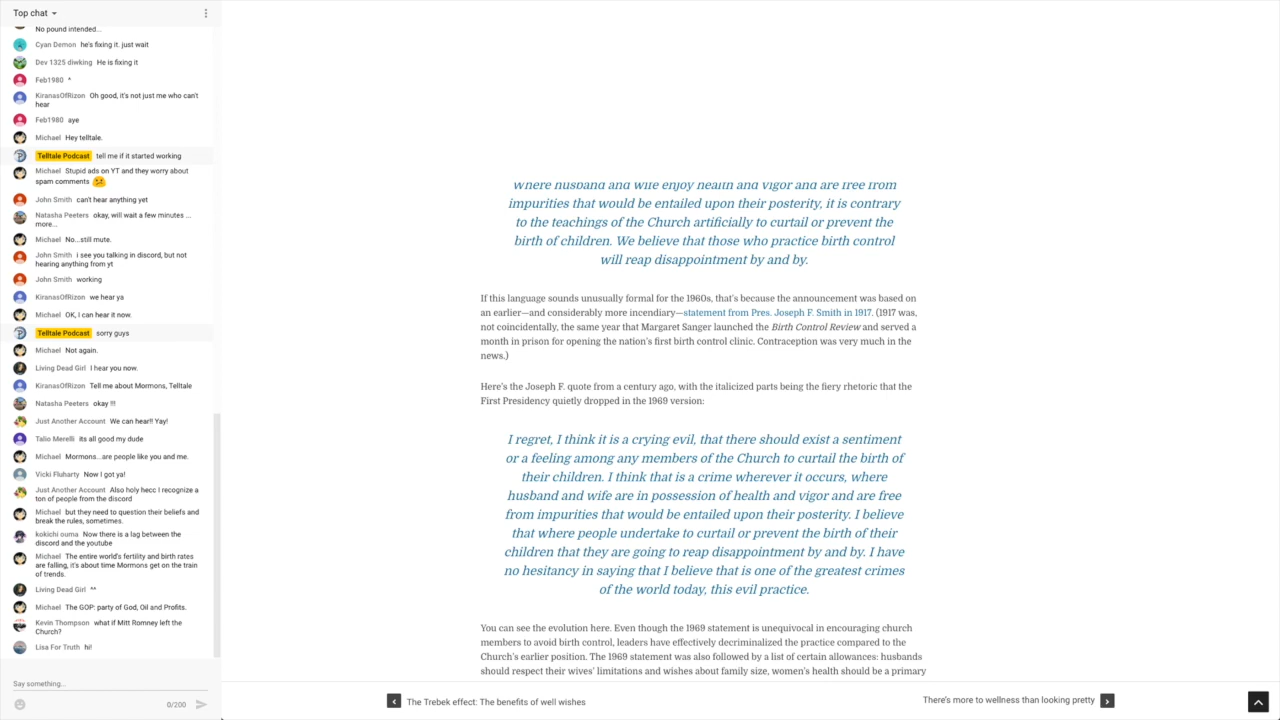 Top chat
No pound intended...
Cyan Demon he's fixing it. just wait
Dev 1325 diwking He is fixing it
Feb1980 ^
KiranasOfRizon Oh good, it's not just me who can't
hear
Feb1980 aye
Michael Hey telltale.
Telltale Podcast tell me if it started working
Michael Stupid ads on YT and they worry about
spam comments
John Smith can't hear anything yet
Natasha Peeters okay, will wait a few minutes ...
more...
Michael No...still mute.
John Smith i see you talking in discord, but not
hearing anything from yt
John Smith working
KiranasOfRizon we hear ya
Michael OK, I can hear it now.
Telltale Podcast sorry guys
Michael Not again.
Living Dead Girl I hear you now.
KiranasOfRizon Tell me about Mormons, Telltale
Natasha Peeters okay !!!
Just Another Account We can hear!! Yay!
Talio Merelli its all good my dude
Michael Mormons...are people like you and me.
Vicki Fluharty Now I got ya!
Just Another Account Also holy hecc I recognize a
ton of people from the discord
Michael but they need to question their beliefs and
break the rules, sometimes.
kokichi ouma Now there is a lag between the
discord and the youtube
Michael The entire world's fertility and birth rates
are falling, it's about time Mormons get on the train
of trends.
Living Dead Girl ^^
Michael The GOP: party of God, Oil and Profits.
Kevin Thompson what if Mitt Romney left the
Church?
Lisa For Truth hi!
Say something...
0/200
where husband and wife enjoy health and vigor and are free from
impurities that would be entailed upon their posterity, it is contrary
to the teachings of the Church artificially to curtail or prevent the
birth of children. We believe that those who practice birth control
will reap disappointment by and by.
If this language sounds unusually formal for the 1960s, that's because the announcement was based on
an earlier—and considerably more incendiary—statement from Pres. Joseph F. Smith in 1917. (1917 was,
not coincidentally, the same year that Margaret Sanger launched the Birth Control Review and served a
month in prison for opening the nation's first birth control clinic. Contraception was very much in the
news.)
Here's the Joseph F. quote from a century ago, with the italicized parts being the fiery rhetoric that the
First Presidency quietly dropped in the 1969 version:
I regret, I think it is a crying evil, that there should exist a sentiment
or a feeling among any members of the Church to curtail the birth of
their children. I think that is a crime wherever it occurs, where
husband and wife are in possession of health and vigor and are free
from impurities that would be entailed upon their posterity. I believe
that where people undertake to curtail or prevent the birth of their
children that they are going to reap disappointment by and by. I have
no hesitancy in saying that I believe that is one of the greatest crimes
of the world today, this evil practice.
You can see the evolution here. Even though the 1969 statement is unequivocal in encouraging church
members to avoid birth control, leaders have effectively decriminalized the practice compared to the
Church's earlier position. The 1969 statement was also followed by a list of certain allowances: husbands
should respect their wives' limitations and wishes about family size, women's health should be a primary
The Trebek effect: The benefits of well wishes
There's more to wellness than looking pretty